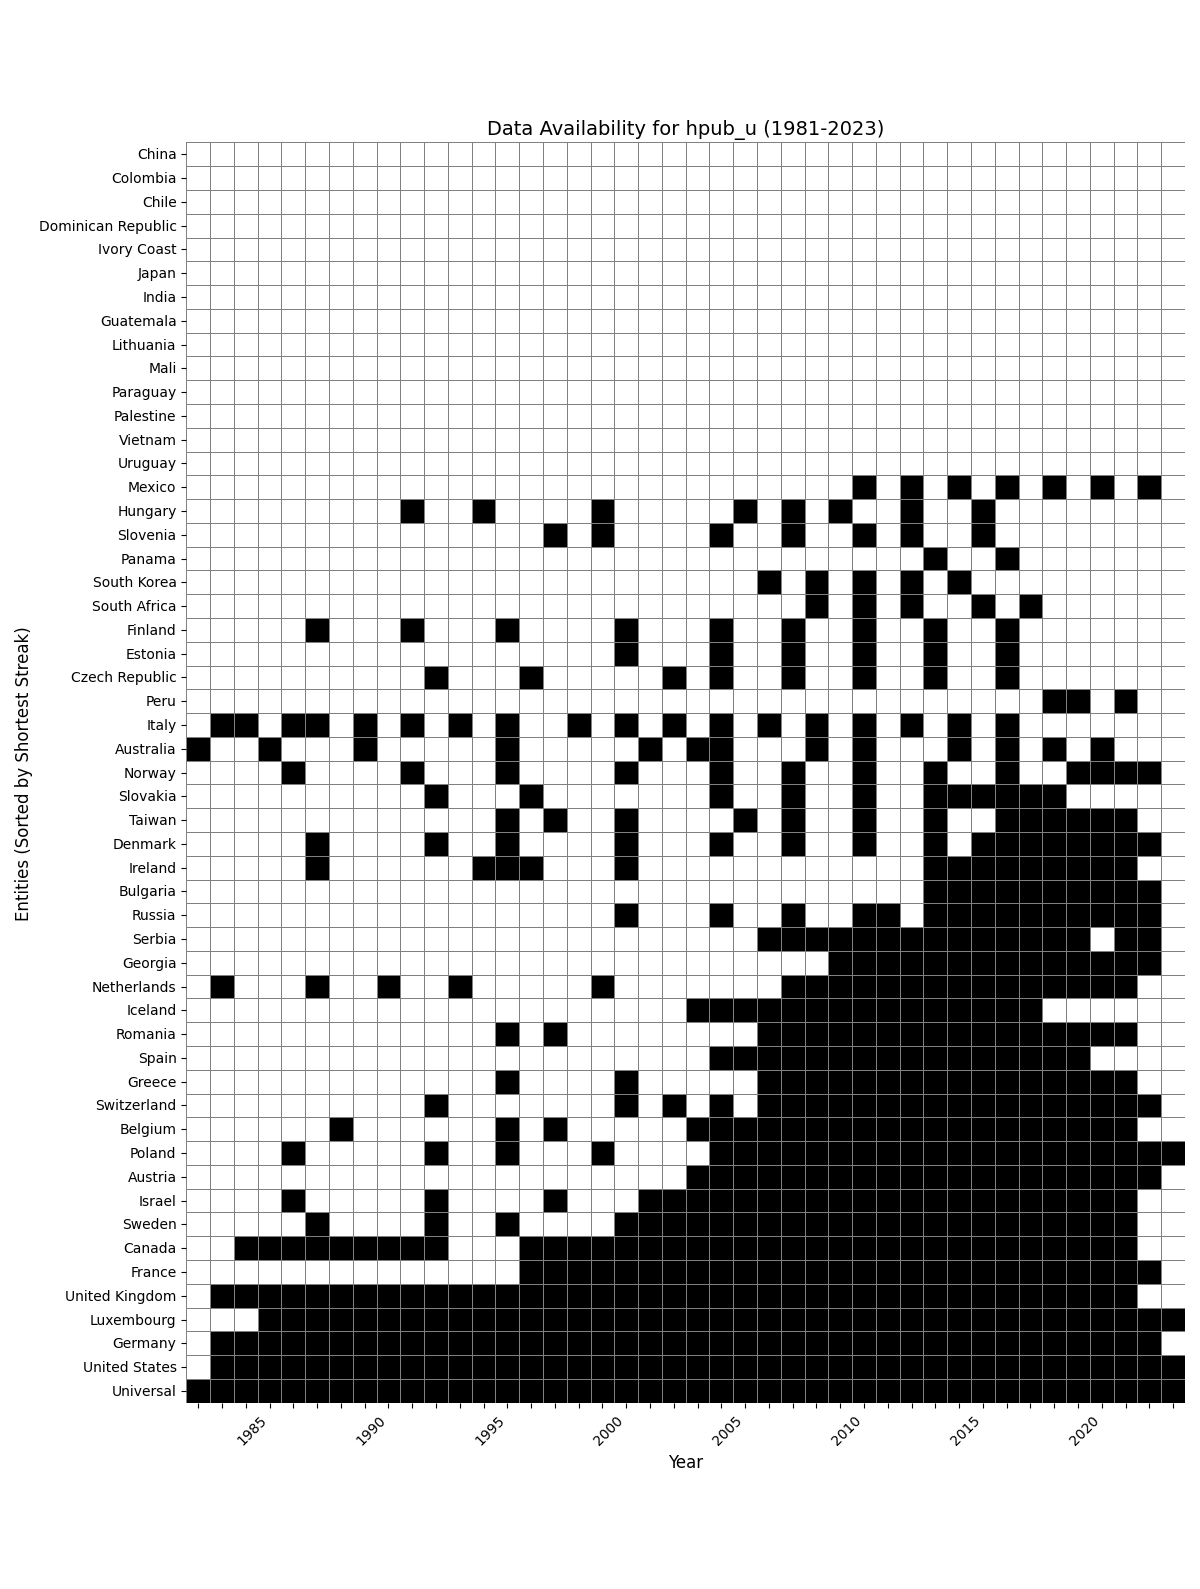 Data Availability for hpub_u (1981-2023)
China
Colombia
Chile
Dominican Republic
Ivory Coast
Japan
India
Guatemala
Lithuania
Mali
Paraguay
Palestine
Vietnam
Uruguay
Mexico
Hungary
Slovenia
Panama
South Korea
South Africa
Finland
Estonia
Czech Republic
Peru
Italy
Australia
Norway
Slovakia
Taiwan
Denmark
Ireland
Bulgaria
Russia
Serbia
Georgia
Netherlands
Iceland
Romania
Spain
Greece
Switzerland
Belgium
Poland
Austria
Israel
Sweden
Canada
France
United Kingdom
Luxembourg
Germany
United States
Universal
Entities (Sorted by Shortest Streak)
1985 1990 1995 2000 2005 2010 2015 2020
Year